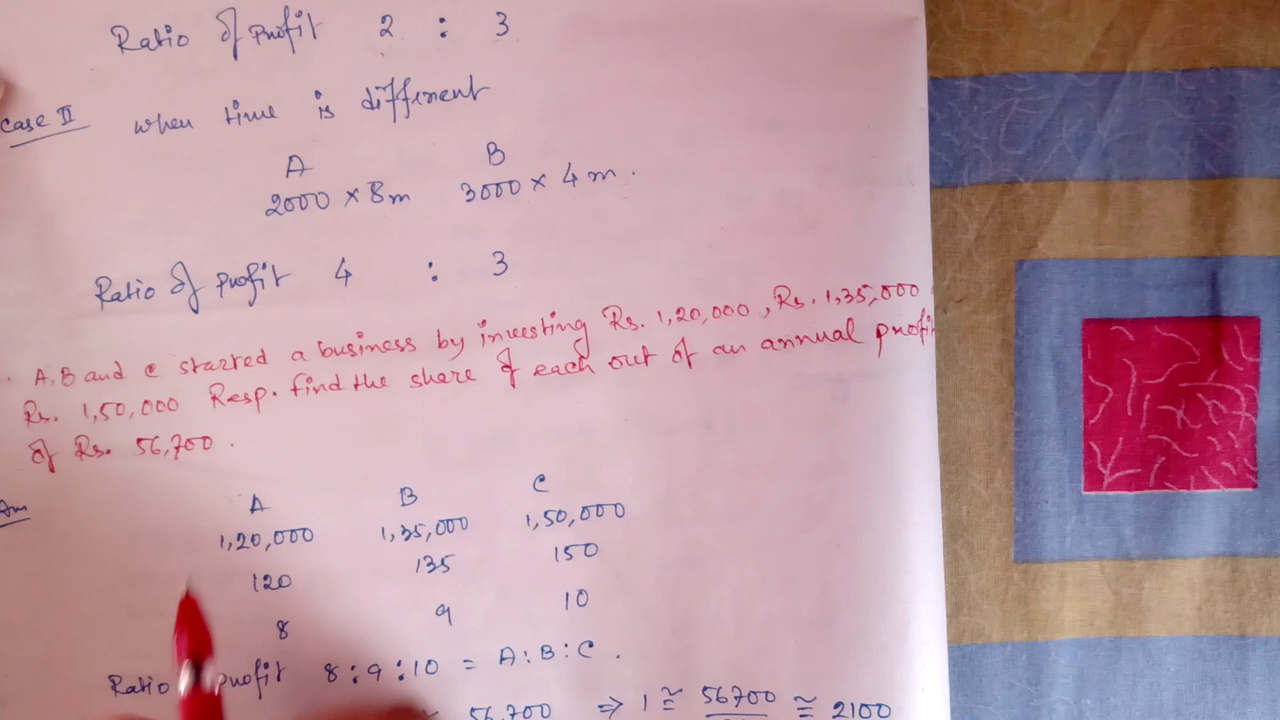 Ratio of Profit 2 : 3
Case II when time is different
A B
2000 × 8m 3000 × 4m.
Ratio of Profit 4 : 3
A, B and C started a business by investing Rs. 1,20,000, Rs. 1,35,000
Rs. 1,50,000 Resp. find the share of each out of an annual profit
of Rs. 56,700.
Ans
A B C
1,20,000 1,35,000 1,50,000
120 135 150
8 9 10
Ratio profit 8:9:10 = A:B:C.
56,700 ⇒ 1 ≅ 56700 ≅ 2100